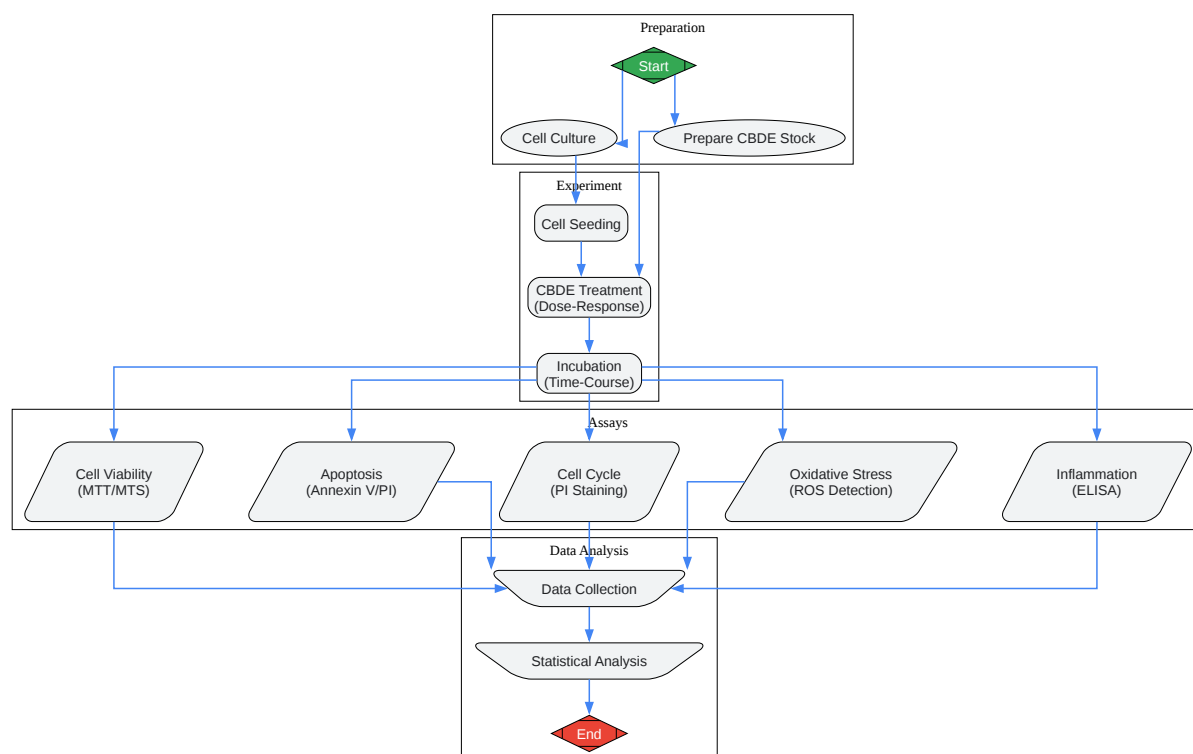 Preparation
Start
Cell Culture
Prepare CBDE Stock
Experiment
Cell Seeding
CBDE Treatment
(Dose-Response)
Incubation
(Time-Course)
Assays
Cell Viability
(MTT/MTS)
Apoptosis
(Annexin V/PI)
Cell Cycle
(PI Staining)
Oxidative Stress
(ROS Detection)
Inflammation
(ELISA)
Data Analysis
Data Collection
Statistical Analysis
End